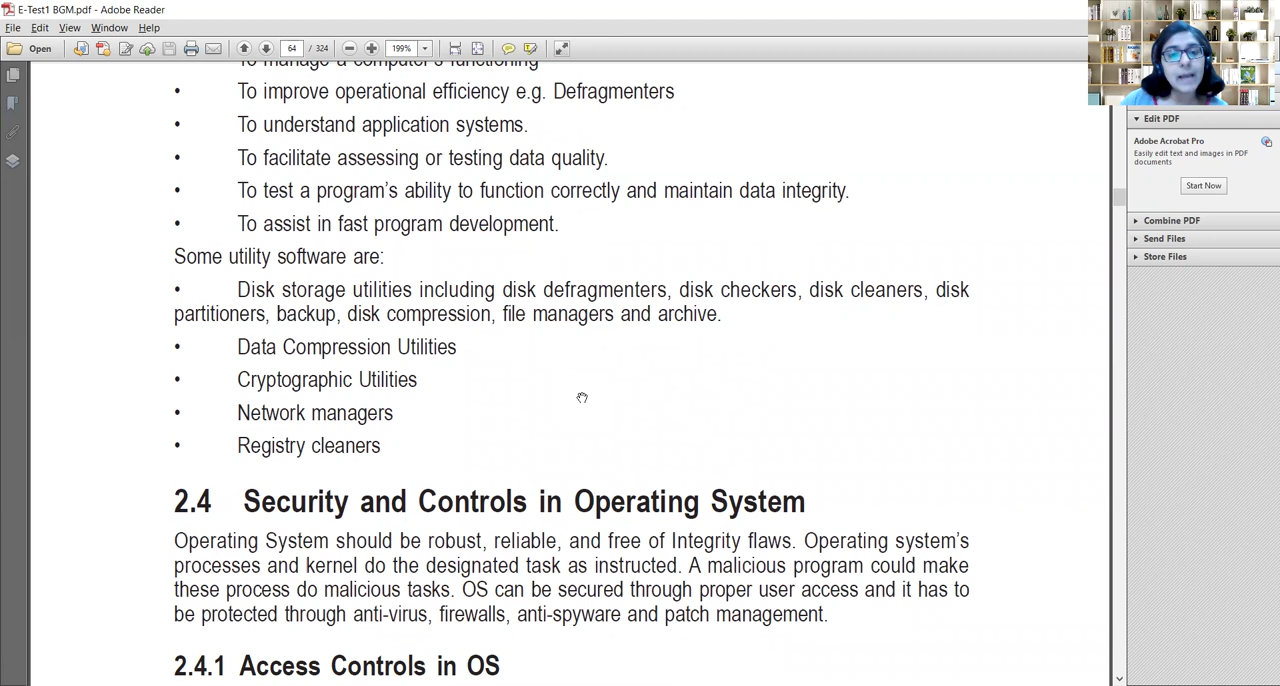 E-Test1 BGM.pdf - Adobe Reader
File Edit View Window Help
Open 64 / 324 199%
To manage a computer's functioning
• To improve operational efficiency e.g. Defragmenters
• To understand application systems.
• To facilitate assessing or testing data quality.
• To test a program's ability to function correctly and maintain data integrity.
• To assist in fast program development.
Some utility software are:
• Disk storage utilities including disk defragmenters, disk checkers, disk cleaners, disk
partitioners, backup, disk compression, file managers and archive.
• Data Compression Utilities
• Cryptographic Utilities
• Network managers
• Registry cleaners
2.4 Security and Controls in Operating System
Operating System should be robust, reliable, and free of Integrity flaws. Operating system's
processes and kernel do the designated task as instructed. A malicious program could make
these process do malicious tasks. OS can be secured through proper user access and it has to
be protected through anti-virus, firewalls, anti-spyware and patch management.
2.4.1 Access Controls in OS
Edit PDF
Adobe Acrobat Pro
Easily edit text and images in PDF
documents
Start Now
Combine PDF
Send Files
Store Files